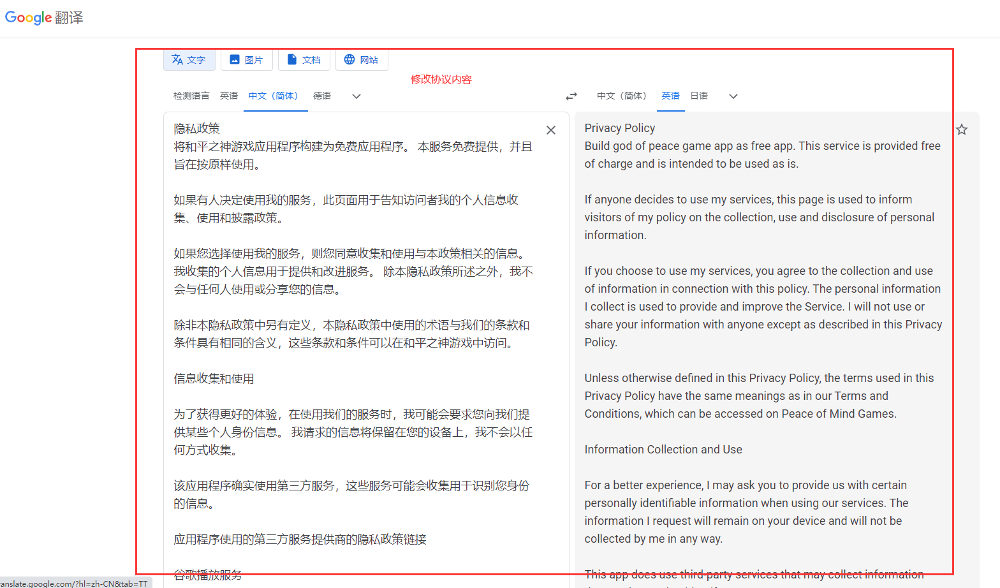 Google 翻译
文字 图片 文档 网站
修改协议内容
检测语言 英语 中文（简体） 德语
中文（简体） 英语 日语
隐私政策
将和平之神游戏应用程序构建为免费应用程序。 本服务免费提供，并且
旨在按原样使用。
如果有人决定使用我的服务，此页面用于告知访问者我的个人信息收
集、使用和披露政策。
如果您选择使用我的服务，则您同意收集和使用与本政策相关的信息。
我收集的个人信息用于提供和改进服务。 除本隐私政策所述之外，我不
会与任何人使用或分享您的信息。
除非本隐私政策中另有定义，本隐私政策中使用的术语与我们的条款和
条件具有相同的含义，这些条款和条件可以在和平之神游戏中访问。
信息收集和使用
为了获得更好的体验，在使用我们的服务时，我可能会要求您向我们提
供某些个人身份信息。 我请求的信息将保留在您的设备上，我不会以任
何方式收集。
该应用程序确实使用第三方服务，这些服务可能会收集用于识别您身份
的信息。
应用程序使用的第三方服务提供商的隐私政策链接
谷歌播放服务
Privacy Policy
Build god of peace game app as free app. This service is provided free
of charge and is intended to be used as is.
If anyone decides to use my services, this page is used to inform
visitors of my policy on the collection, use and disclosure of personal
information.
If you choose to use my services, you agree to the collection and use
of information in connection with this policy. The personal information
I collect is used to provide and improve the Service. I will not use or
share your information with anyone except as described in this Privacy
Policy.
Unless otherwise defined in this Privacy Policy, the terms used in this
Privacy Policy have the same meanings as in our Terms and
Conditions, which can be accessed on Peace of Mind Games.
Information Collection and Use
For a better experience, I may ask you to provide us with certain
personally identifiable information when using our services. The
information I request will remain on your device and will not be
collected by me in any way.
This app does use third party services that may collect information
ranslate.google.com/?hl=zh-CN&tab=TT